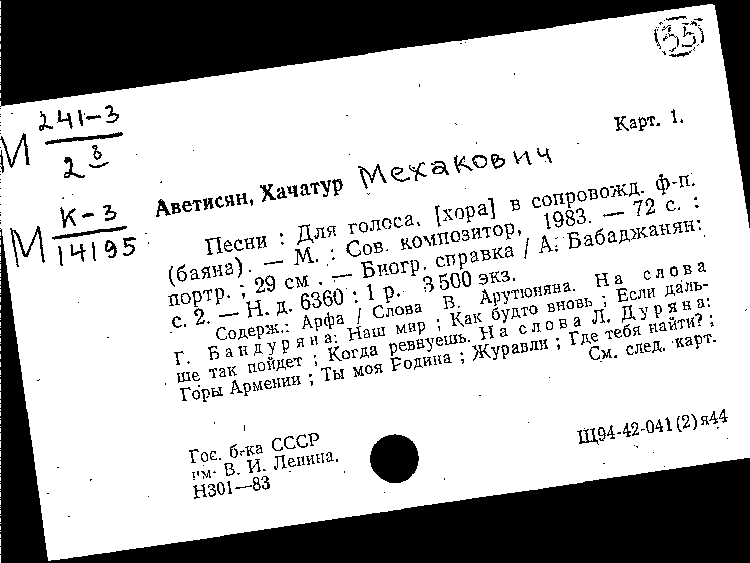 35
М 241-3
2 8
М К-3
14195
Карт. 1.
Аветисян, Хачатур Мехакович
Песни : Для голоса, [хора] в сопровожд. ф-п.
(баяна). — М. : Сов. композитор, 1983. — 72 с. :
портр. ; 29 см . — Биогр. справка / А. Бабаджанян:
с. 2. — Н. д. 6360 : 1 р. 3 500 экз.
Содерж.: Арфа / Слова В. Арутюняна. На слова
Г. Бандуряна: Наш мир ; Как будто вновь ; Если даль-
ше так пойдет ; Когда ревнуешь. На слова Л. Дуряна:
Горы Армении ; Ты моя Родина ; Журавли ; Где тебя найти? ;
См. след. карт.
Гос. б-ка СССР
им. В. И. Ленина.
Н301—83
Щ94-42-041(2)я44